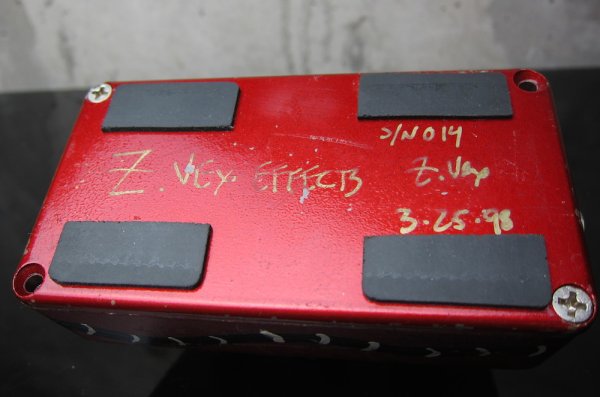 Z. Vex. EFFECTS
S/N 014
Z. Vex
3·25·98